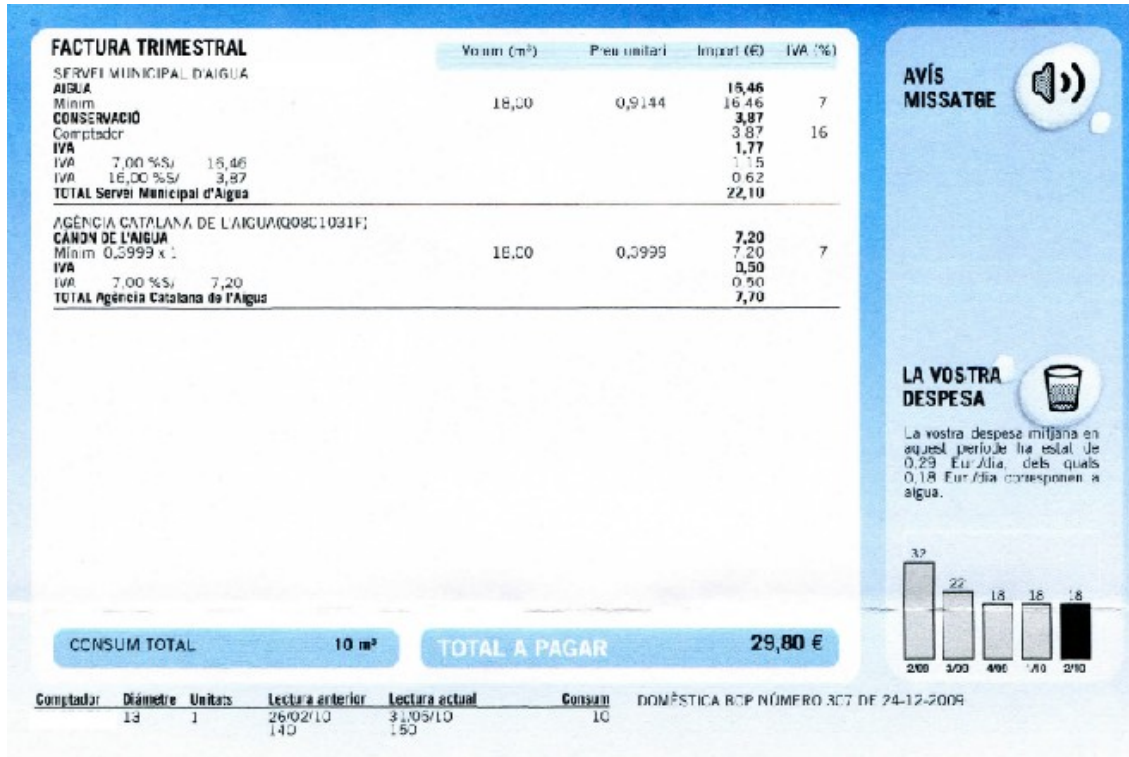 FACTURA TRIMESTRAL
Volum (m³) Preu unitari Import (€) IVA (%)
SERVEI MUNICIPAL D'AIGUA
AIGUA 16,46
Mínim 18,00 0,9144 16,46 7
CONSERVACIÓ 3,87
Comptador 3,87 16
IVA 1,77
IVA 7,00 %S/ 16,46 1,15
IVA 16,00 %S/ 3,87 0,62
TOTAL Servei Municipal d'Aigua 22,10
AGÈNCIA CATALANA DE L'AIGUA(Q0801031F)
CÀNON DE L'AIGUA 7,20
Mínim 0,3999 x 1 18,00 0,3999 7,20 7
IVA 0,50
IVA 7,00 %S/ 7,20 0,50
TOTAL Agència Catalana de l'Aigua 7,70
AVÍS
MISSATGE
LA VOSTRA
DESPESA
La vostra despesa mitjana en
aquest període ha estat de
0,29 Eur./dia, dels quals
0,18 Eur./dia corresponen a
aigua.
32
22
18 18 18
2/09 3/09 4/09 1/10 2/10
CONSUM TOTAL 10 m³
TOTAL A PAGAR 29,80 €
Comptador Diàmetre Unitats Lectura anterior Lectura actual Consum
DOMÈSTICA BOP NÚMERO 307 DE 24-12-2009
13 1 26/02/10 31/05/10 10
140 150